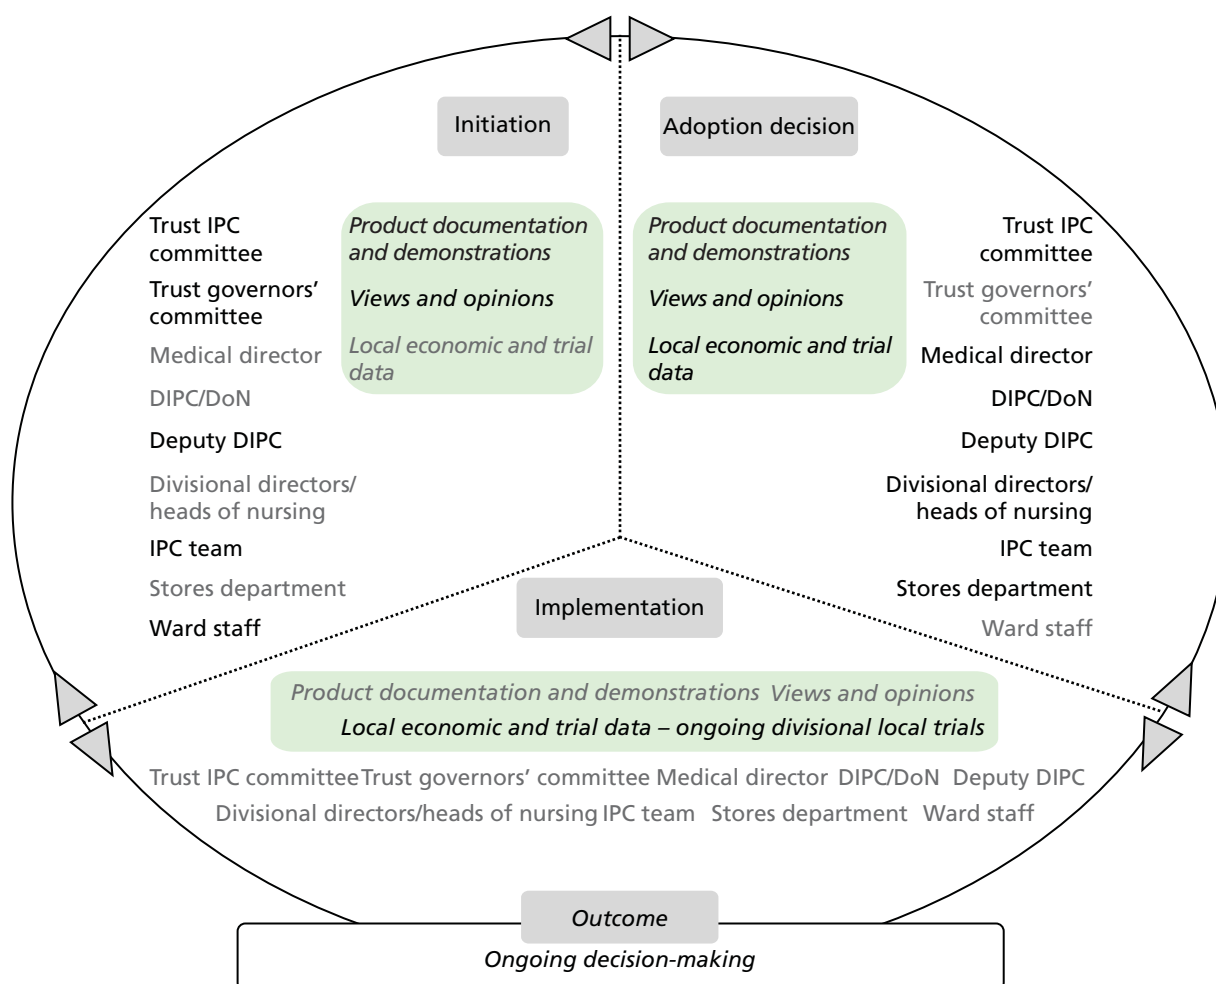 Initiation
Adoption decision
Trust IPC
committee
Trust governors’
committee
Medical director
DIPC/DoN
Deputy DIPC
Divisional directors/
heads of nursing
IPC team
Stores department
Ward staff
Product documentation
and demonstrations
Views and opinions
Local economic and trial
data
Product documentation
and demonstrations
Views and opinions
Local economic and trial
data
Trust IPC
committee
Trust governors’
committee
Medical director
DIPC/DoN
Deputy DIPC
Divisional directors/
heads of nursing
IPC team
Stores department
Ward staff
Implementation
Product documentation and demonstrations Views and opinions
Local economic and trial data – ongoing divisional local trials
Trust IPC committee Trust governors’ committee Medical director DIPC/DoN Deputy DIPC
Divisional directors/heads of nursing IPC team Stores department Ward staff
Outcome
Ongoing decision-making